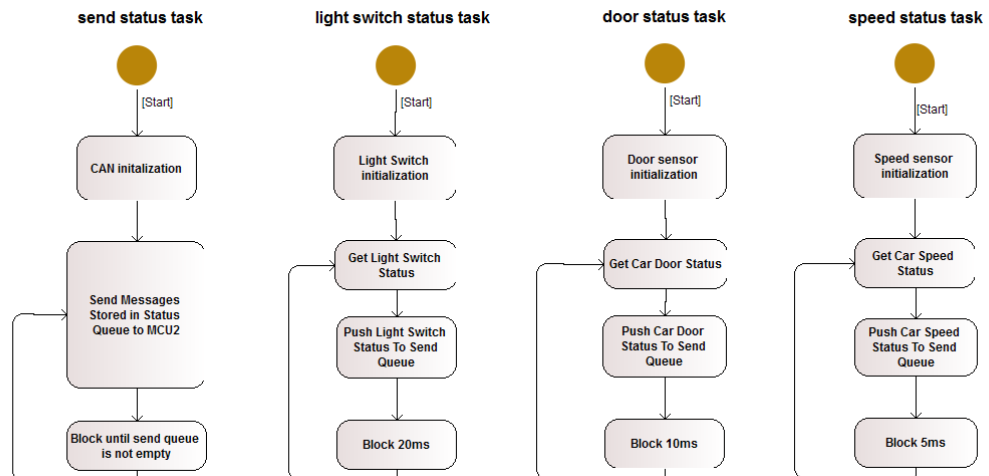 send status task
[Start]
CAN initalization
Send Messages
Stored in Status
Queue to MCU2
Block until send queue
is not empty
light switch status task
[Start]
Light Switch
initialization
Get Light Switch
Status
Push Light Switch
Status To Send
Queue
Block 20ms
door status task
[Start]
Door sensor
initialization
Get Car Door Status
Push Car Door
Status To Send
Queue
Block 10ms
speed status task
[Start]
Speed sensor
initialization
Get Car Speed
Status
Push Car Speed
Status To Send
Queue
Block 5ms